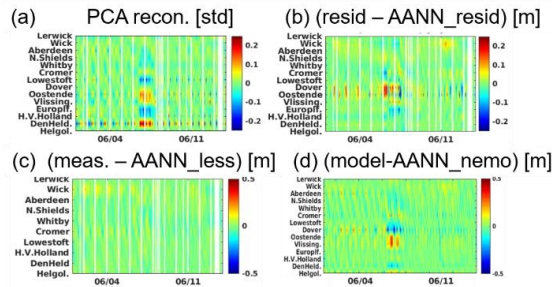 (a) PCA recon. [std]
Lerwick
Wick
Aberdeen
N.Shields
Whitby
Cromer
Lowestoft
Dover
Oostende
Vlissing.
Europlf.
H.V.Holland
DenHeld.
Helgol.
0.2
0.1
0
-0.1
-0.2
06/04 06/11
(b) (resid – AANN_resid) [m]
Lerwick
Wick
Aberdeen
N.Shields
Whitby
Cromer
Lowestoft
Dover
Oostende
Vlissing.
Europlf.
H.V.Holland
DenHeld.
Helgol.
0.2
0.1
0
-0.1
-0.2
06/04 06/11
(c) (meas. – AANN_less) [m]
Lerwick
Wick
Aberdeen
N.Shields
Whitby
Cromer
Lowestoft
H.V.Holland
DenHeld
Helgol.
0.5
0
-0.5
06/04 06/11
(d) (model-AANN_nemo) [m]
Lerwick
Wick
Aberdeen
N.Shields
Whitby
Cromer
Lowestoft
Dover
Oostende
Vlissing.
Europlf.
H.V.Holland
DenHeld.
Helgol.
0.5
0
-0.5
06/04 06/11